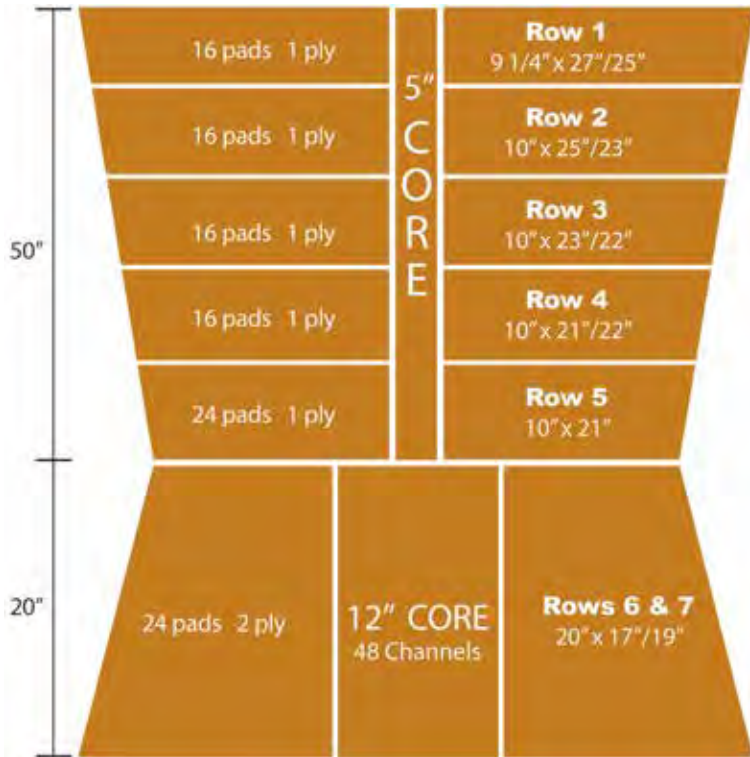 16 pads 1 ply
Row 1
9 1/4” x 27”/25”
16 pads 1 ply
Row 2
10” x 25”/23”
16 pads 1 ply
Row 3
10” x 23”/22”
16 pads 1 ply
Row 4
10” x 21”/22”
24 pads 1 ply
Row 5
10” x 21”
5” CORE
50”
20”
24 pads 2 ply
12” CORE
48 Channels
Rows 6 & 7
20” x 17”/19”